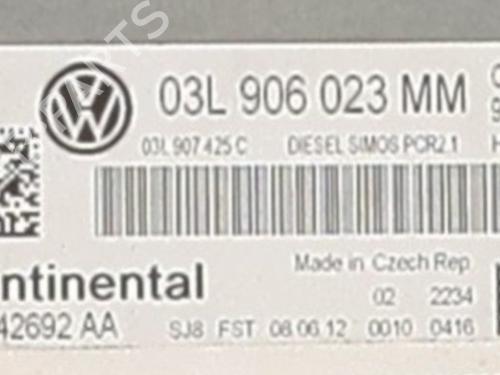 03L 906 023 MM
03L 907 425 C DIESEL SIMOS PCR2.1
Made in Czech Rep
ntinental
02 2234
42692 AA SJ8 FST 08.06.12 0010 0416